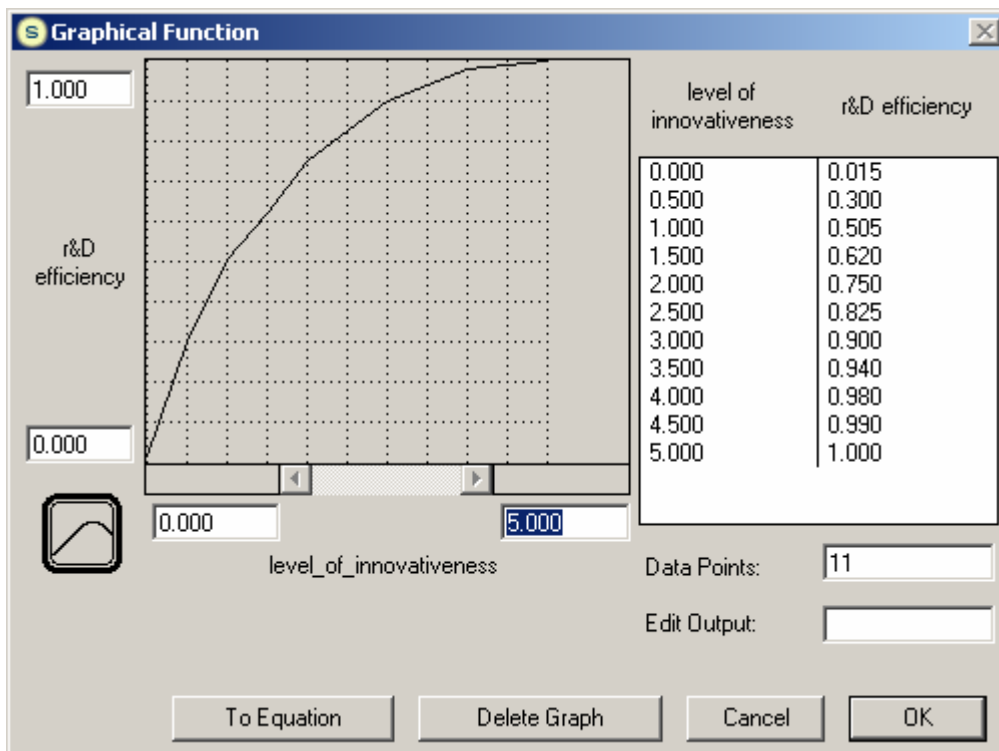 S Graphical Function
1.000
r&D
efficiency
0.000
0.000
5.000
level_of_innovativeness
level of
innovativeness
r&D efficiency
0.000 0.015
0.500 0.300
1.000 0.505
1.500 0.620
2.000 0.750
2.500 0.825
3.000 0.900
3.500 0.940
4.000 0.980
4.500 0.990
5.000 1.000
Data Points: 11
Edit Output:
To Equation
Delete Graph
Cancel
OK